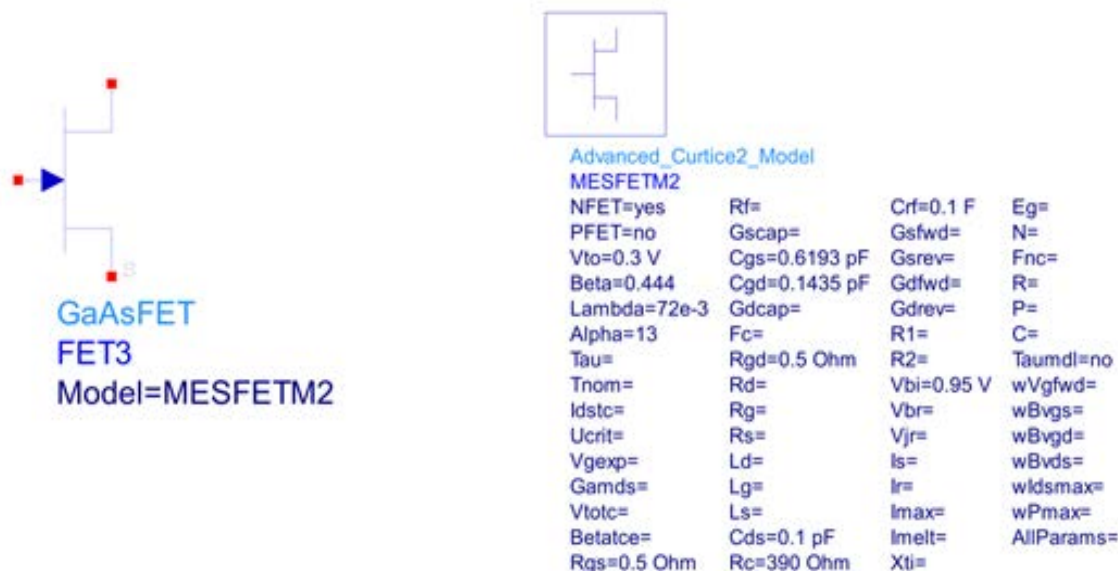 GaAsFET
FET3
Model=MESFETM2
Advanced_Curtice2_Model
MESFETM2
NFET=yes Rf= Crf=0.1 F Eg=
PFET=no Gscap= Gsfwd= N=
Vto=0.3 V Cgs=0.6193 pF Gsrev= Fnc=
Beta=0.444 Cgd=0.1435 pF Gdfwd= R=
Lambda=72e-3 Gdcap= Gdrev= P=
Alpha=13 Fc= R1= C=
Tau= Rgd=0.5 Ohm R2= Taumdl=no
Tnom= Rd= Vbi=0.95 V wVgfwd=
Idstc= Rg= Vbr= wBvgs=
Ucrit= Rs= Vjr= wBvgd=
Vgexp= Ld= Is= wBvds=
Gamds= Lg= Ir= wIdsmax=
Vtotc= Ls= Imax= wPmax=
Betatce= Cds=0.1 pF Imelt= AllParams=
Rgs=0.5 Ohm Rc=390 Ohm Xti=